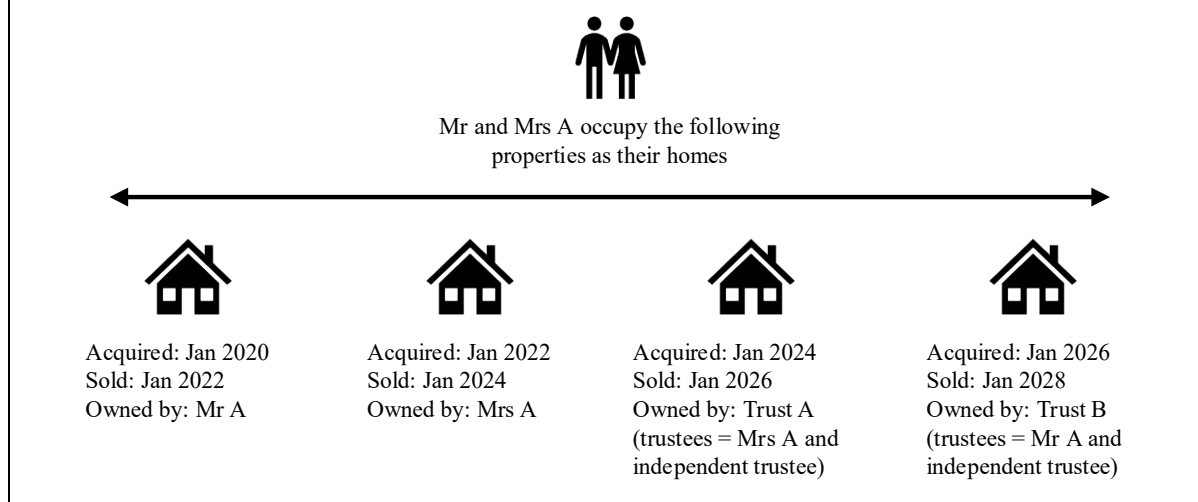 Mr and Mrs A occupy the following
properties as their homes
Acquired: Jan 2020
Sold: Jan 2022
Owned by: Mr A
Acquired: Jan 2022
Sold: Jan 2024
Owned by: Mrs A
Acquired: Jan 2024
Sold: Jan 2026
Owned by: Trust A
(trustees = Mrs A and
independent trustee)
Acquired: Jan 2026
Sold: Jan 2028
Owned by: Trust B
(trustees = Mr A and
independent trustee)